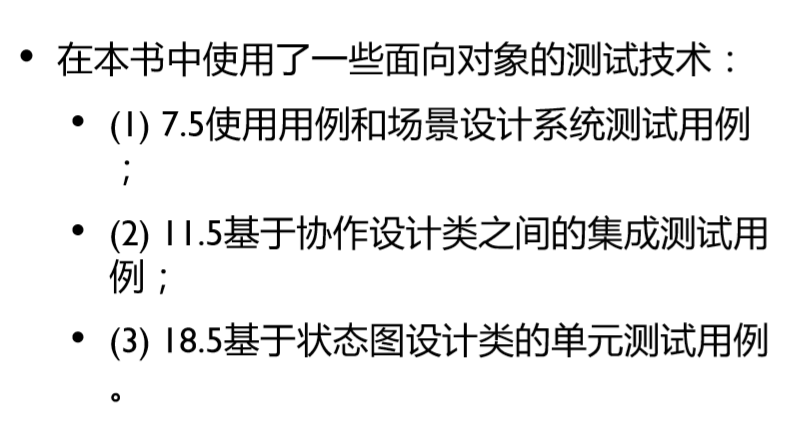 • 在本书中使用了一些面向对象的测试技术：
• (1) 7.5使用用例和场景设计系统测试用例
；
• (2) 11.5基于协作设计类之间的集成测试用
例；
• (3) 18.5基于状态图设计类的单元测试用例
。